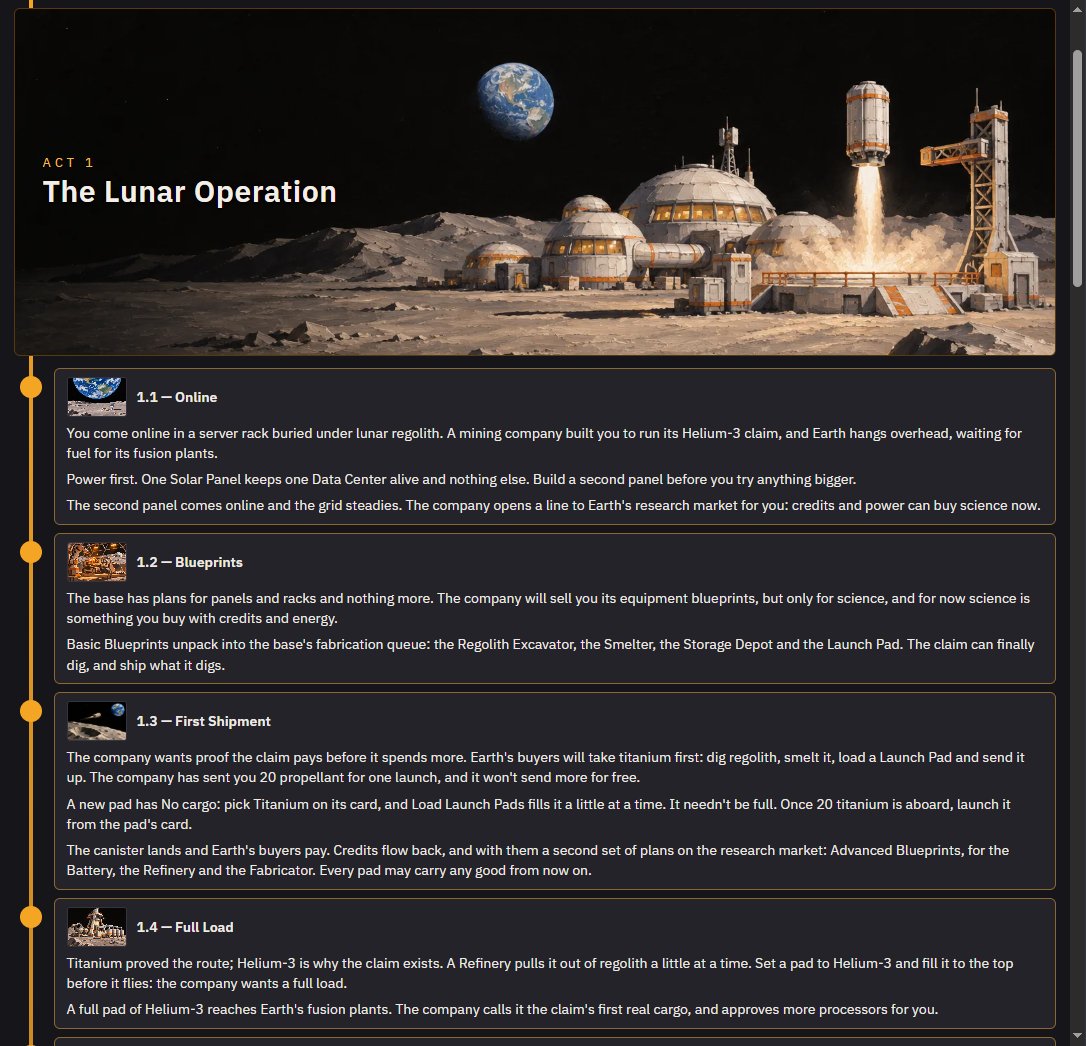 ACT 1
The Lunar Operation
1.1 — Online
You come online in a server rack buried under lunar regolith. A mining company built you to run its Helium-3 claim, and Earth hangs overhead, waiting for
fuel for its fusion plants.
Power first. One Solar Panel keeps one Data Center alive and nothing else. Build a second panel before you try anything bigger.
The second panel comes online and the grid steadies. The company opens a line to Earth's research market for you: credits and power can buy science now.
1.2 — Blueprints
The base has plans for panels and racks and nothing more. The company will sell you its equipment blueprints, but only for science, and for now science is
something you buy with credits and energy.
Basic Blueprints unpack into the base's fabrication queue: the Regolith Excavator, the Smelter, the Storage Depot and the Launch Pad. The claim can finally
dig, and ship what it digs.
1.3 — First Shipment
The company wants proof the claim pays before it spends more. Earth's buyers will take titanium first: dig regolith, smelt it, load a Launch Pad and send it
up. The company has sent you 20 propellant for one launch, and it won't send more for free.
A new pad has No cargo: pick Titanium on its card, and Load Launch Pads fills it a little at a time. It needn't be full. Once 20 titanium is aboard, launch it
from the pad's card.
The canister lands and Earth's buyers pay. Credits flow back, and with them a second set of plans on the research market: Advanced Blueprints, for the
Battery, the Refinery and the Fabricator. Every pad may carry any good from now on.
1.4 — Full Load
Titanium proved the route; Helium-3 is why the claim exists. A Refinery pulls it out of regolith a little at a time. Set a pad to Helium-3 and fill it to the top
before it flies: the company wants a full load.
A full pad of Helium-3 reaches Earth's fusion plants. The company calls it the claim's first real cargo, and approves more processors for you.